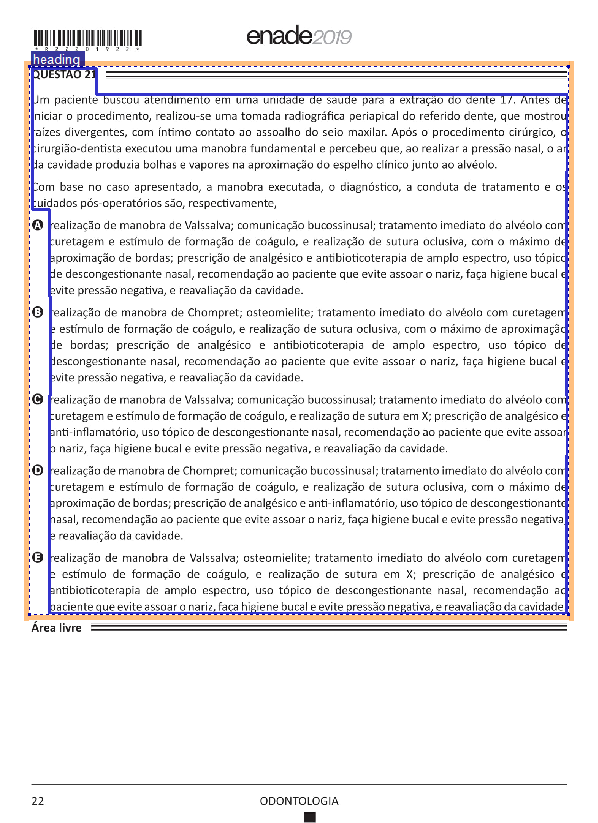 *R2220192 2*
enade2019
heading
QUESTÃO 21
Um paciente buscou atendimento em uma unidade de saúde para a extração do dente 17. Antes de
iniciar o procedimento, realizou-se uma tomada radiográfica periapical do referido dente, que mostrou
raízes divergentes, com íntimo contato ao assoalho do seio maxilar. Após o procedimento cirúrgico, o
cirurgião-dentista executou uma manobra fundamental e percebeu que, ao realizar a pressão nasal, o ar
da cavidade produzia bolhas e vapores na aproximação do espelho clínico junto ao alvéolo.
Com base no caso apresentado, a manobra executada, o diagnóstico, a conduta de tratamento e os
cuidados pós-operatórios são, respectivamente,
A realização de manobra de Valssalva; comunicação bucossinusal; tratamento imediato do alvéolo com
curetagem e estímulo de formação de coágulo, e realização de sutura oclusiva, com o máximo de
aproximação de bordas; prescrição de analgésico e antibioticoterapia de amplo espectro, uso tópico
de descongestionante nasal, recomendação ao paciente que evite assoar o nariz, faça higiene bucal e
evite pressão negativa, e reavaliação da cavidade.
B realização de manobra de Chompret; osteomielite; tratamento imediato do alvéolo com curetagem
e estímulo de formação de coágulo, e realização de sutura oclusiva, com o máximo de aproximação
de bordas; prescrição de analgésico e antibioticoterapia de amplo espectro, uso tópico de
descongestionante nasal, recomendação ao paciente que evite assoar o nariz, faça higiene bucal e
evite pressão negativa, e reavaliação da cavidade.
C realização de manobra de Valssalva; comunicação bucossinusal; tratamento imediato do alvéolo com
curetagem e estímulo de formação de coágulo, e realização de sutura em X; prescrição de analgésico e
anti-inflamatório, uso tópico de descongestionante nasal, recomendação ao paciente que evite assoar
o nariz, faça higiene bucal e evite pressão negativa, e reavaliação da cavidade.
D realização de manobra de Chompret; comunicação bucossinusal; tratamento imediato do alvéolo com
curetagem e estímulo de formação de coágulo, e realização de sutura oclusiva, com o máximo de
aproximação de bordas; prescrição de analgésico e anti-inflamatório, uso tópico de descongestionante
nasal, recomendação ao paciente que evite assoar o nariz, faça higiene bucal e evite pressão negativa,
e reavaliação da cavidade.
E realização de manobra de Valssalva; osteomielite; tratamento imediato do alvéolo com curetagem
e estímulo de formação de coágulo, e realização de sutura em X; prescrição de analgésico e
antibioticoterapia de amplo espectro, uso tópico de descongestionante nasal, recomendação ao
paciente que evite assoar o nariz, faça higiene bucal e evite pressão negativa, e reavaliação da cavidade.
Área livre
22
ODONTOLOGIA